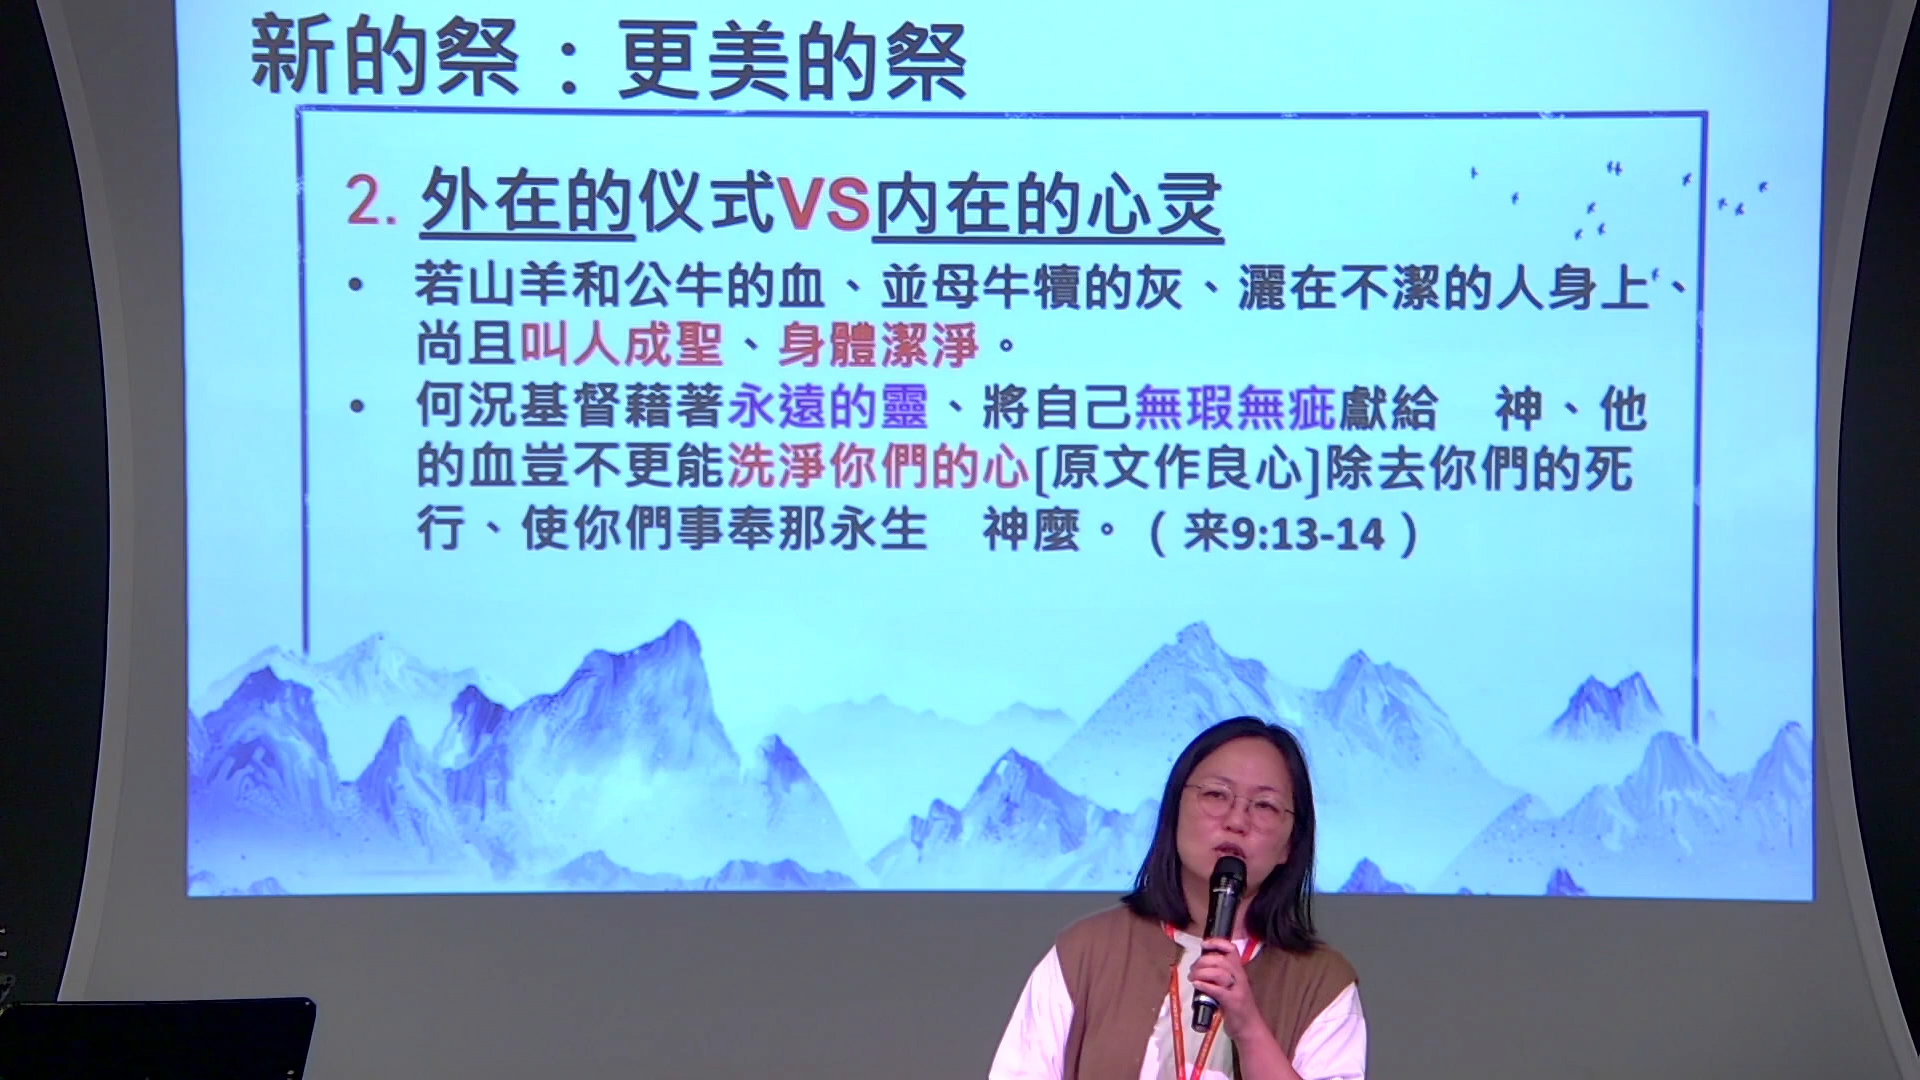 新的祭：更美的祭
2. 外在的仪式VS内在的心灵
• 若山羊和公牛的血、並母牛犢的灰、灑在不潔的人身上、
尚且叫人成聖、身體潔淨。
• 何況基督藉著永遠的靈、將自己無瑕無疵獻給　神、他
的血豈不更能洗淨你們的心[原文作良心]除去你們的死
行、使你們事奉那永生　神麼。（来9:13-14）